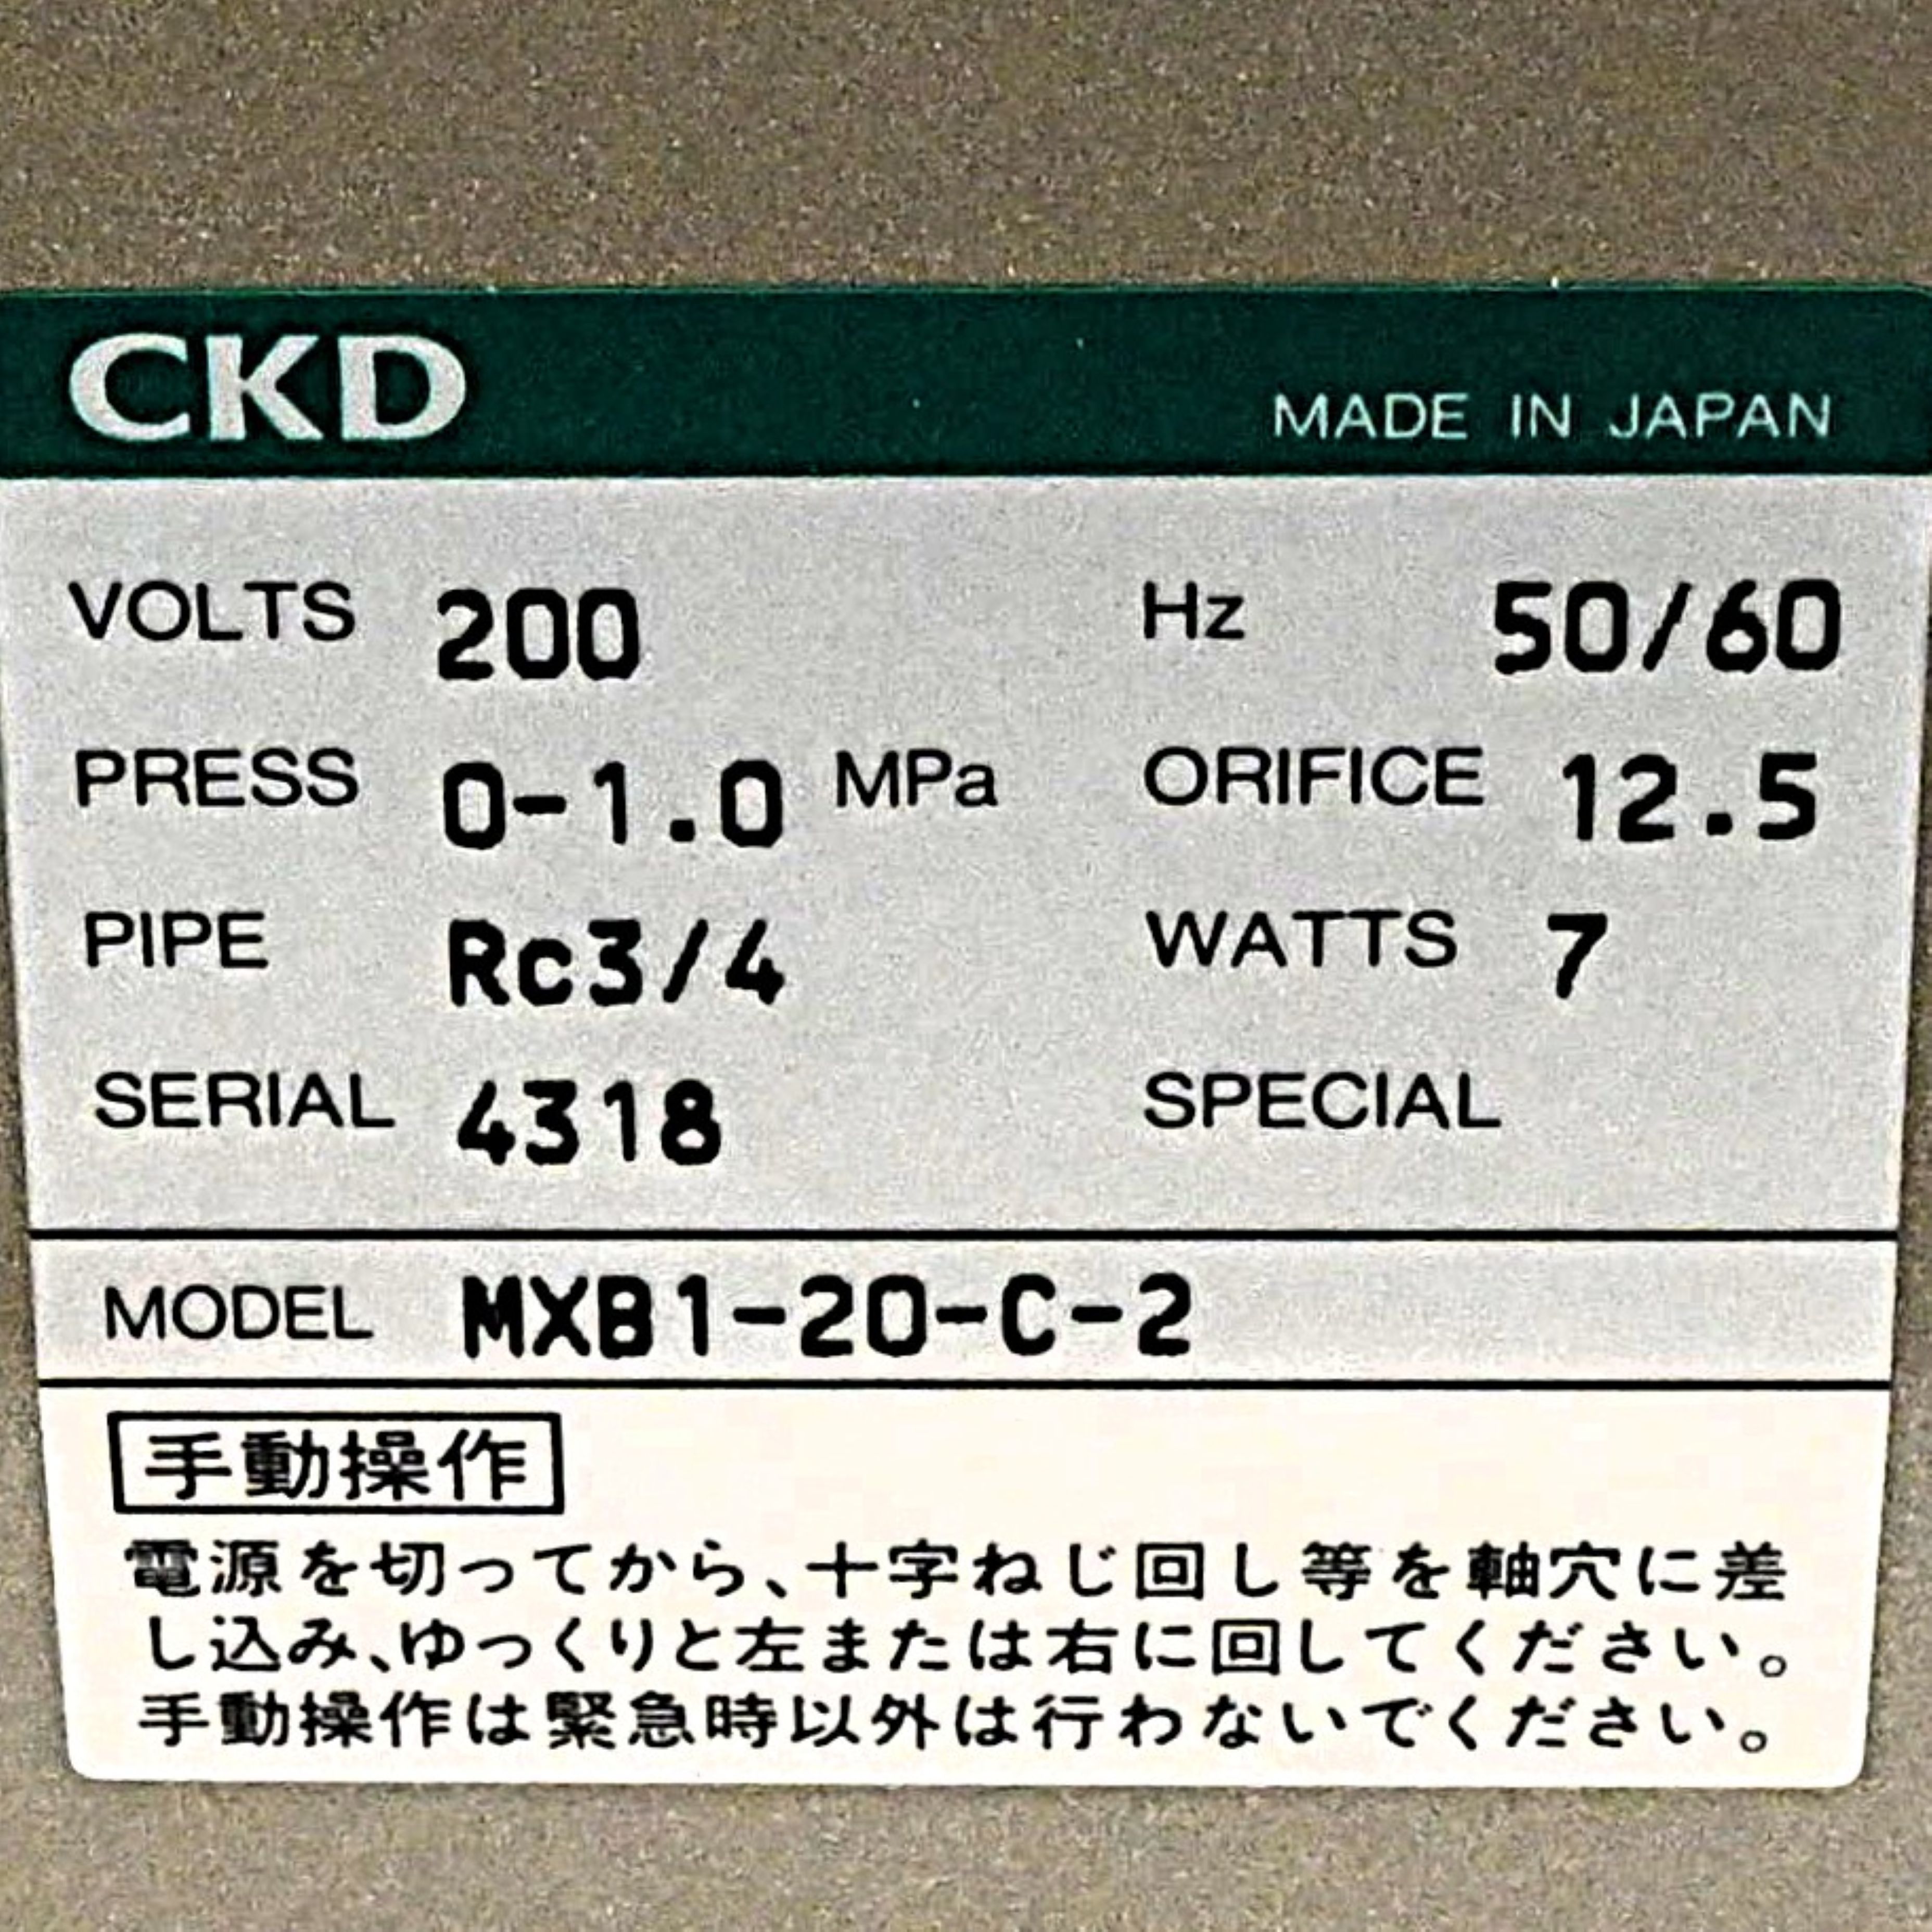 CKD MADE IN JAPAN
VOLTS 200 Hz 50/60
PRESS 0-1.0 MPa ORIFICE 12.5
PIPE Rc3/4 WATTS 7
SERIAL 4318 SPECIAL
MODEL MXB1-20-C-2
手動操作
電源を切ってから、十字ねじ回し等を軸穴に差
し込み、ゆっくりと左または右に回してください。
手動操作は緊急時以外は行わないでください。